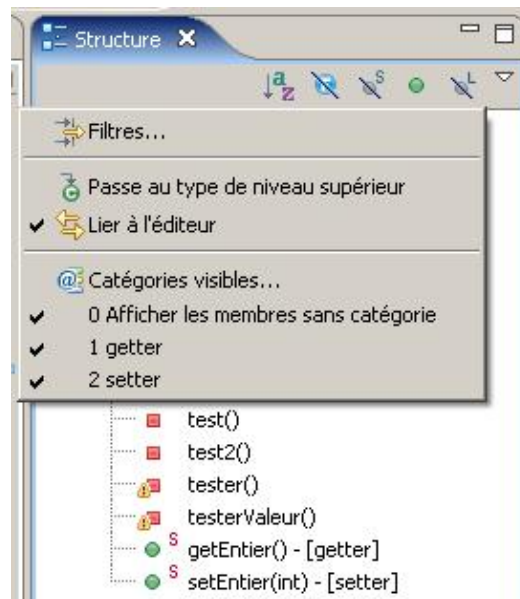 Structure
Filtres...
Passe au type de niveau supérieur
Lier à l'éditeur
Catégories visibles...
0 Afficher les membres sans catégorie
1 getter
2 setter
test()
test2()
tester()
testerValeur()
getEntier() - [getter]
setEntier(int) - [setter]